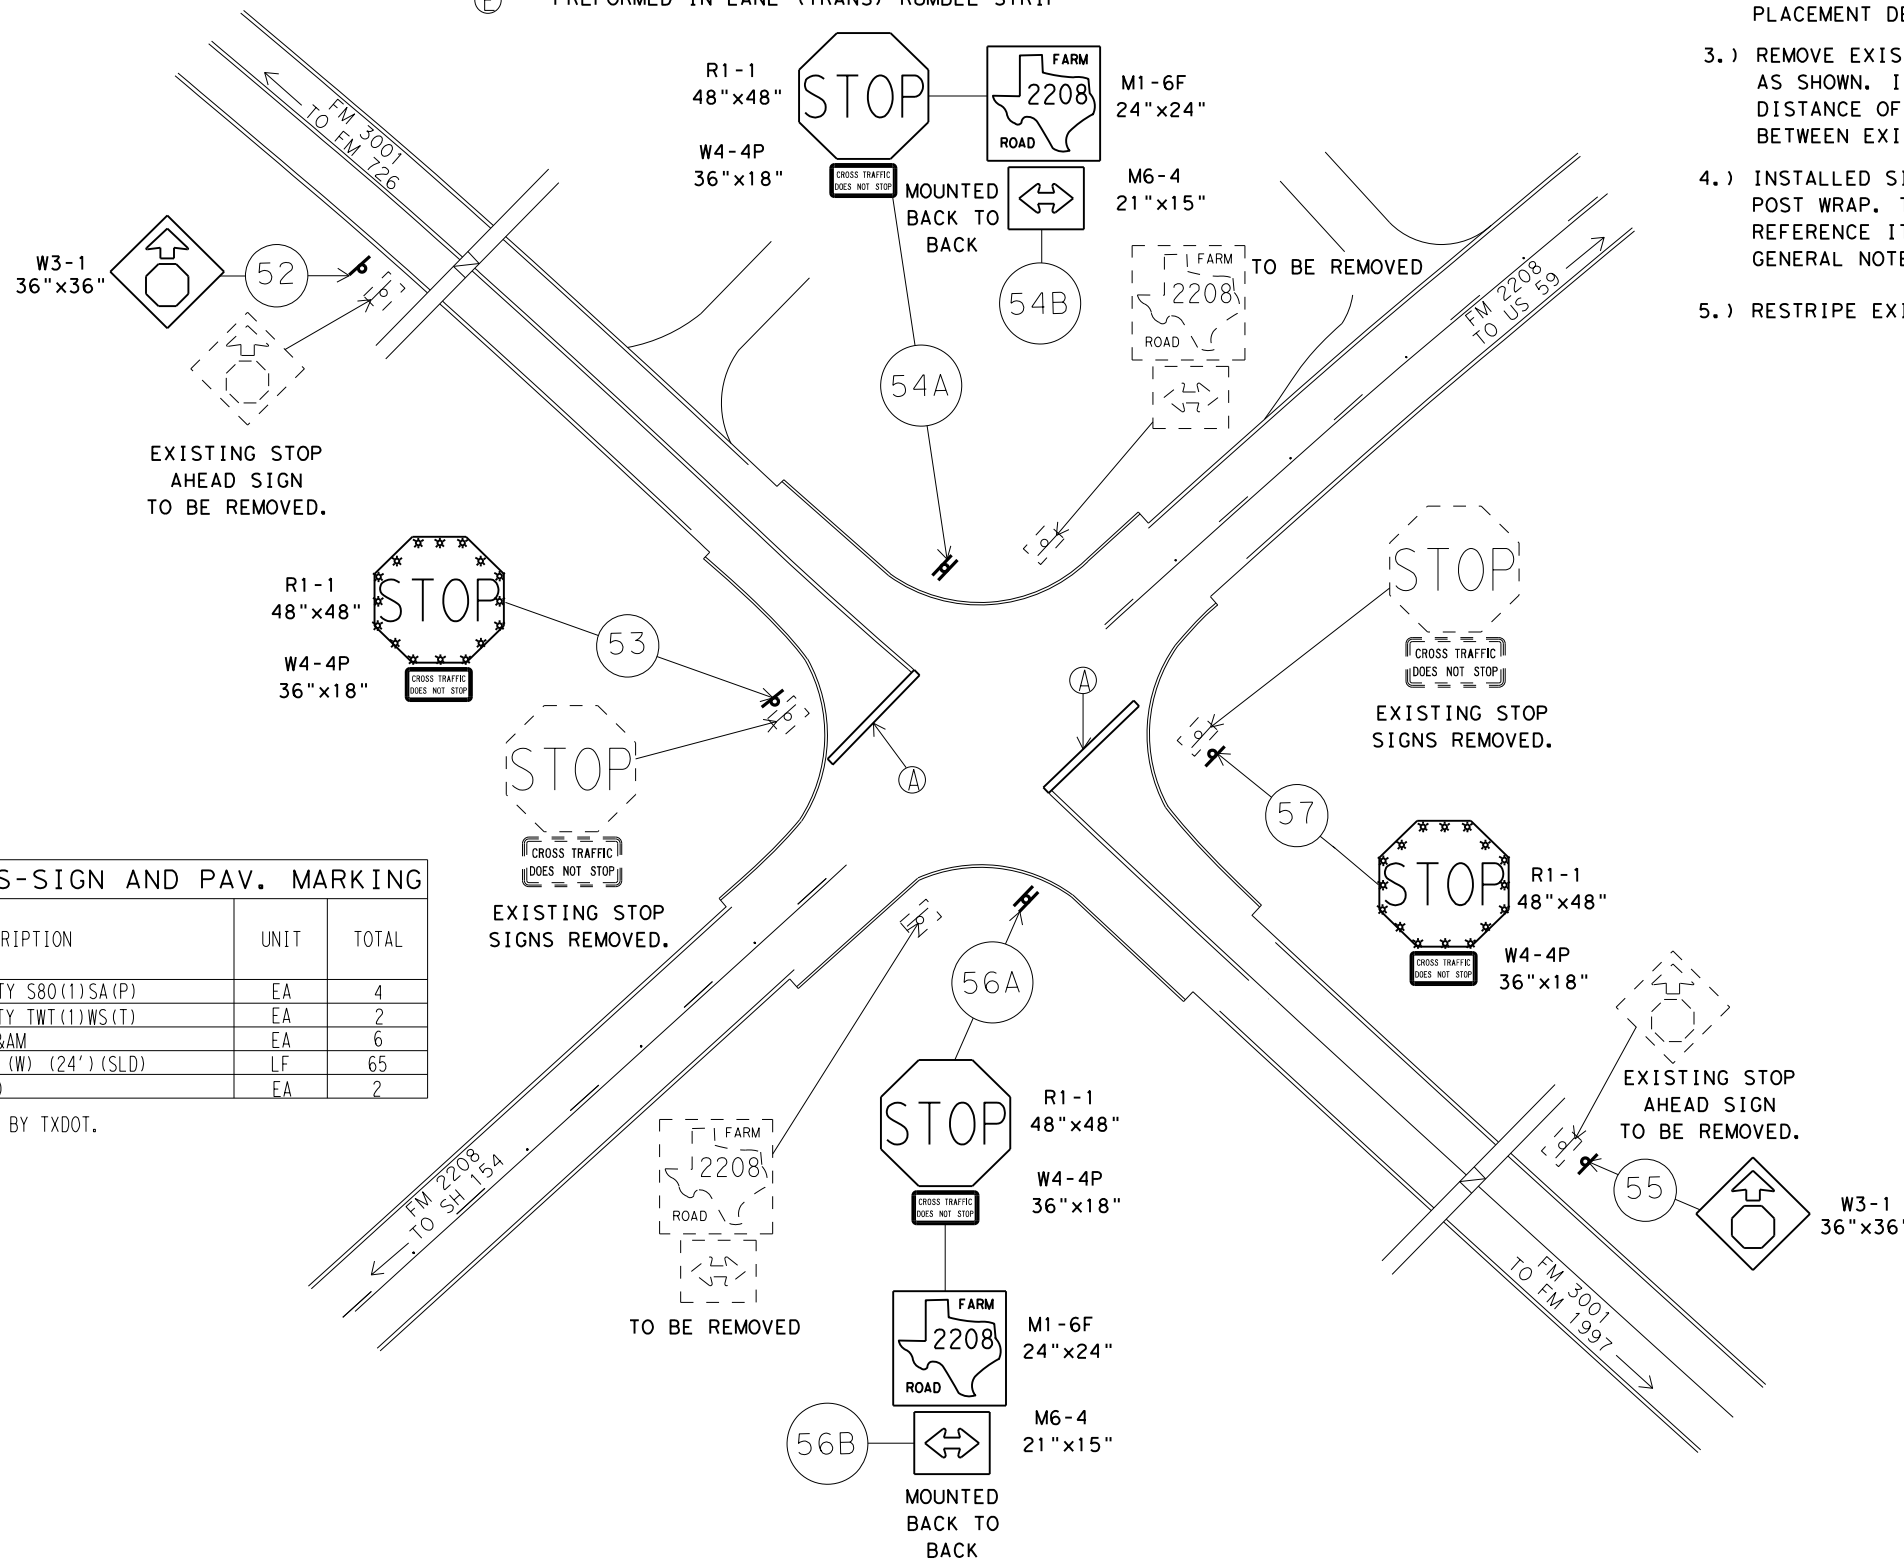 PREFORMED IN LANE (TRANS) RUMBLE STRIP
PLACEMENT
3.) REMOVE
AS SHOWN.
DISTANCE OF
BETWEEN
4.) INSTALLED
POST WRAP.
REFERENCE
GENERAL
5.) RESTRIPE
FM 3001
TO FM 726
R1-1
48"x48"
STOP
FARM
2208
ROAD
M1-6F
24"x24"
W4-4P
36"x18"
CROSS TRAFFIC
DOES NOT STOP
MOUNTED
BACK TO
BACK
M6-4
21"x15"
W3-1
36"x36"
52
54B
54A
FARM
2208
ROAD
TO BE REMOVED
FM 2208
TO US 59
EXISTING STOP
AHEAD SIGN
TO BE REMOVED.
R1-1
48"x48"
STOP
W4-4P
36"x18"
CROSS TRAFFIC
DOES NOT STOP
53
STOP
CROSS TRAFFIC
DOES NOT STOP
EXISTING STOP
SIGNS REMOVED.
A
A
STOP
CROSS TRAFFIC
DOES NOT STOP
EXISTING STOP
SIGNS REMOVED.
57
STOP
R1-1
48"x48"
CROSS TRAFFIC
DOES NOT STOP
W4-4P
36"x18"
S-SIGN AND PAV. MARKING
UNIT TOTAL
S80(1)SA(P) EA 4
TWT(1)WS(T) EA 2
EA 6
(W) (24')(SLD) LF 65
EA 2
BY TXDOT.
56A
STOP
R1-1
48"x48"
CROSS TRAFFIC
DOES NOT STOP
W4-4P
36"x18"
FARM
2208
ROAD
TO BE REMOVED
FM 2208
TO SH 154
FARM
2208
ROAD
M1-6F
24"x24"
56B
M6-4
21"x15"
MOUNTED
BACK TO
BACK
EXISTING STOP
AHEAD SIGN
TO BE REMOVED.
55
W3-1
36"x36"
FM 3001
TO FM 1997